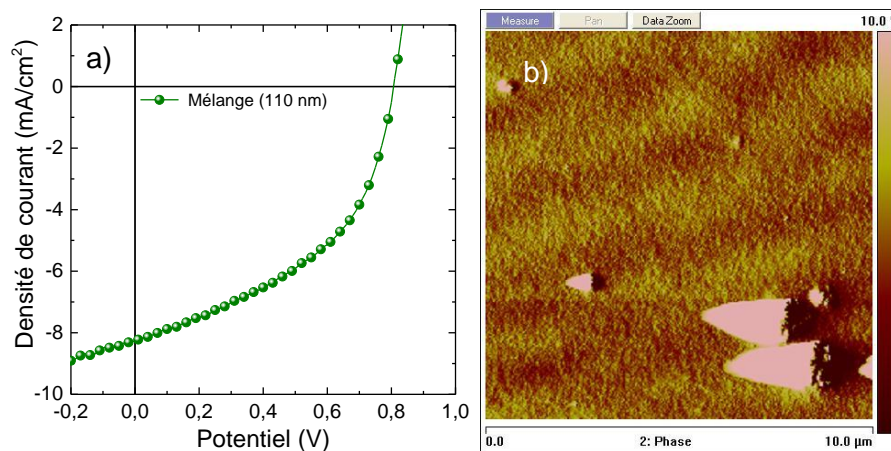 a)
Densité de courant (mA/cm²)
2
0
-2
-4
-6
-8
-10
Mélange (110 nm)
-0,2 0,0 0,2 0,4 0,6 0,8 1,0
Potentiel (V)
Measure Pan Data Zoom
10.0
b)
0.0 2: Phase 10.0 µm